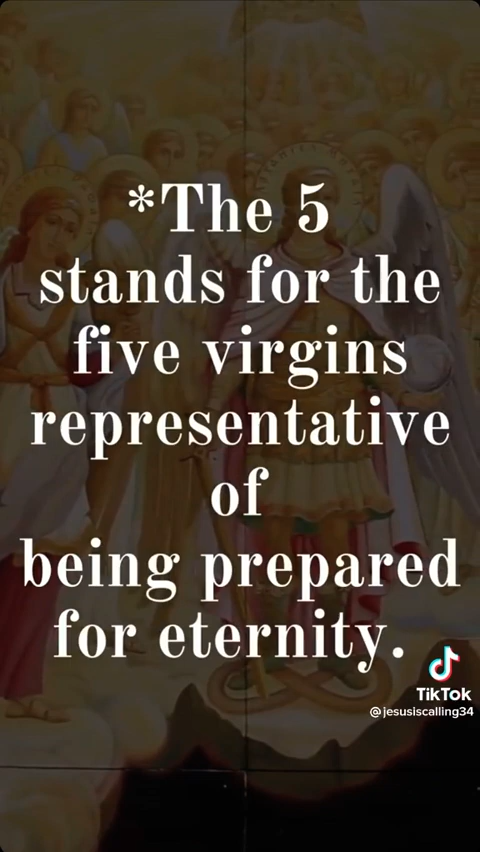 *The 5
stands for the
five virgins
representative
of
being prepared
for eternity.
TikTok
@jesusiscalling34